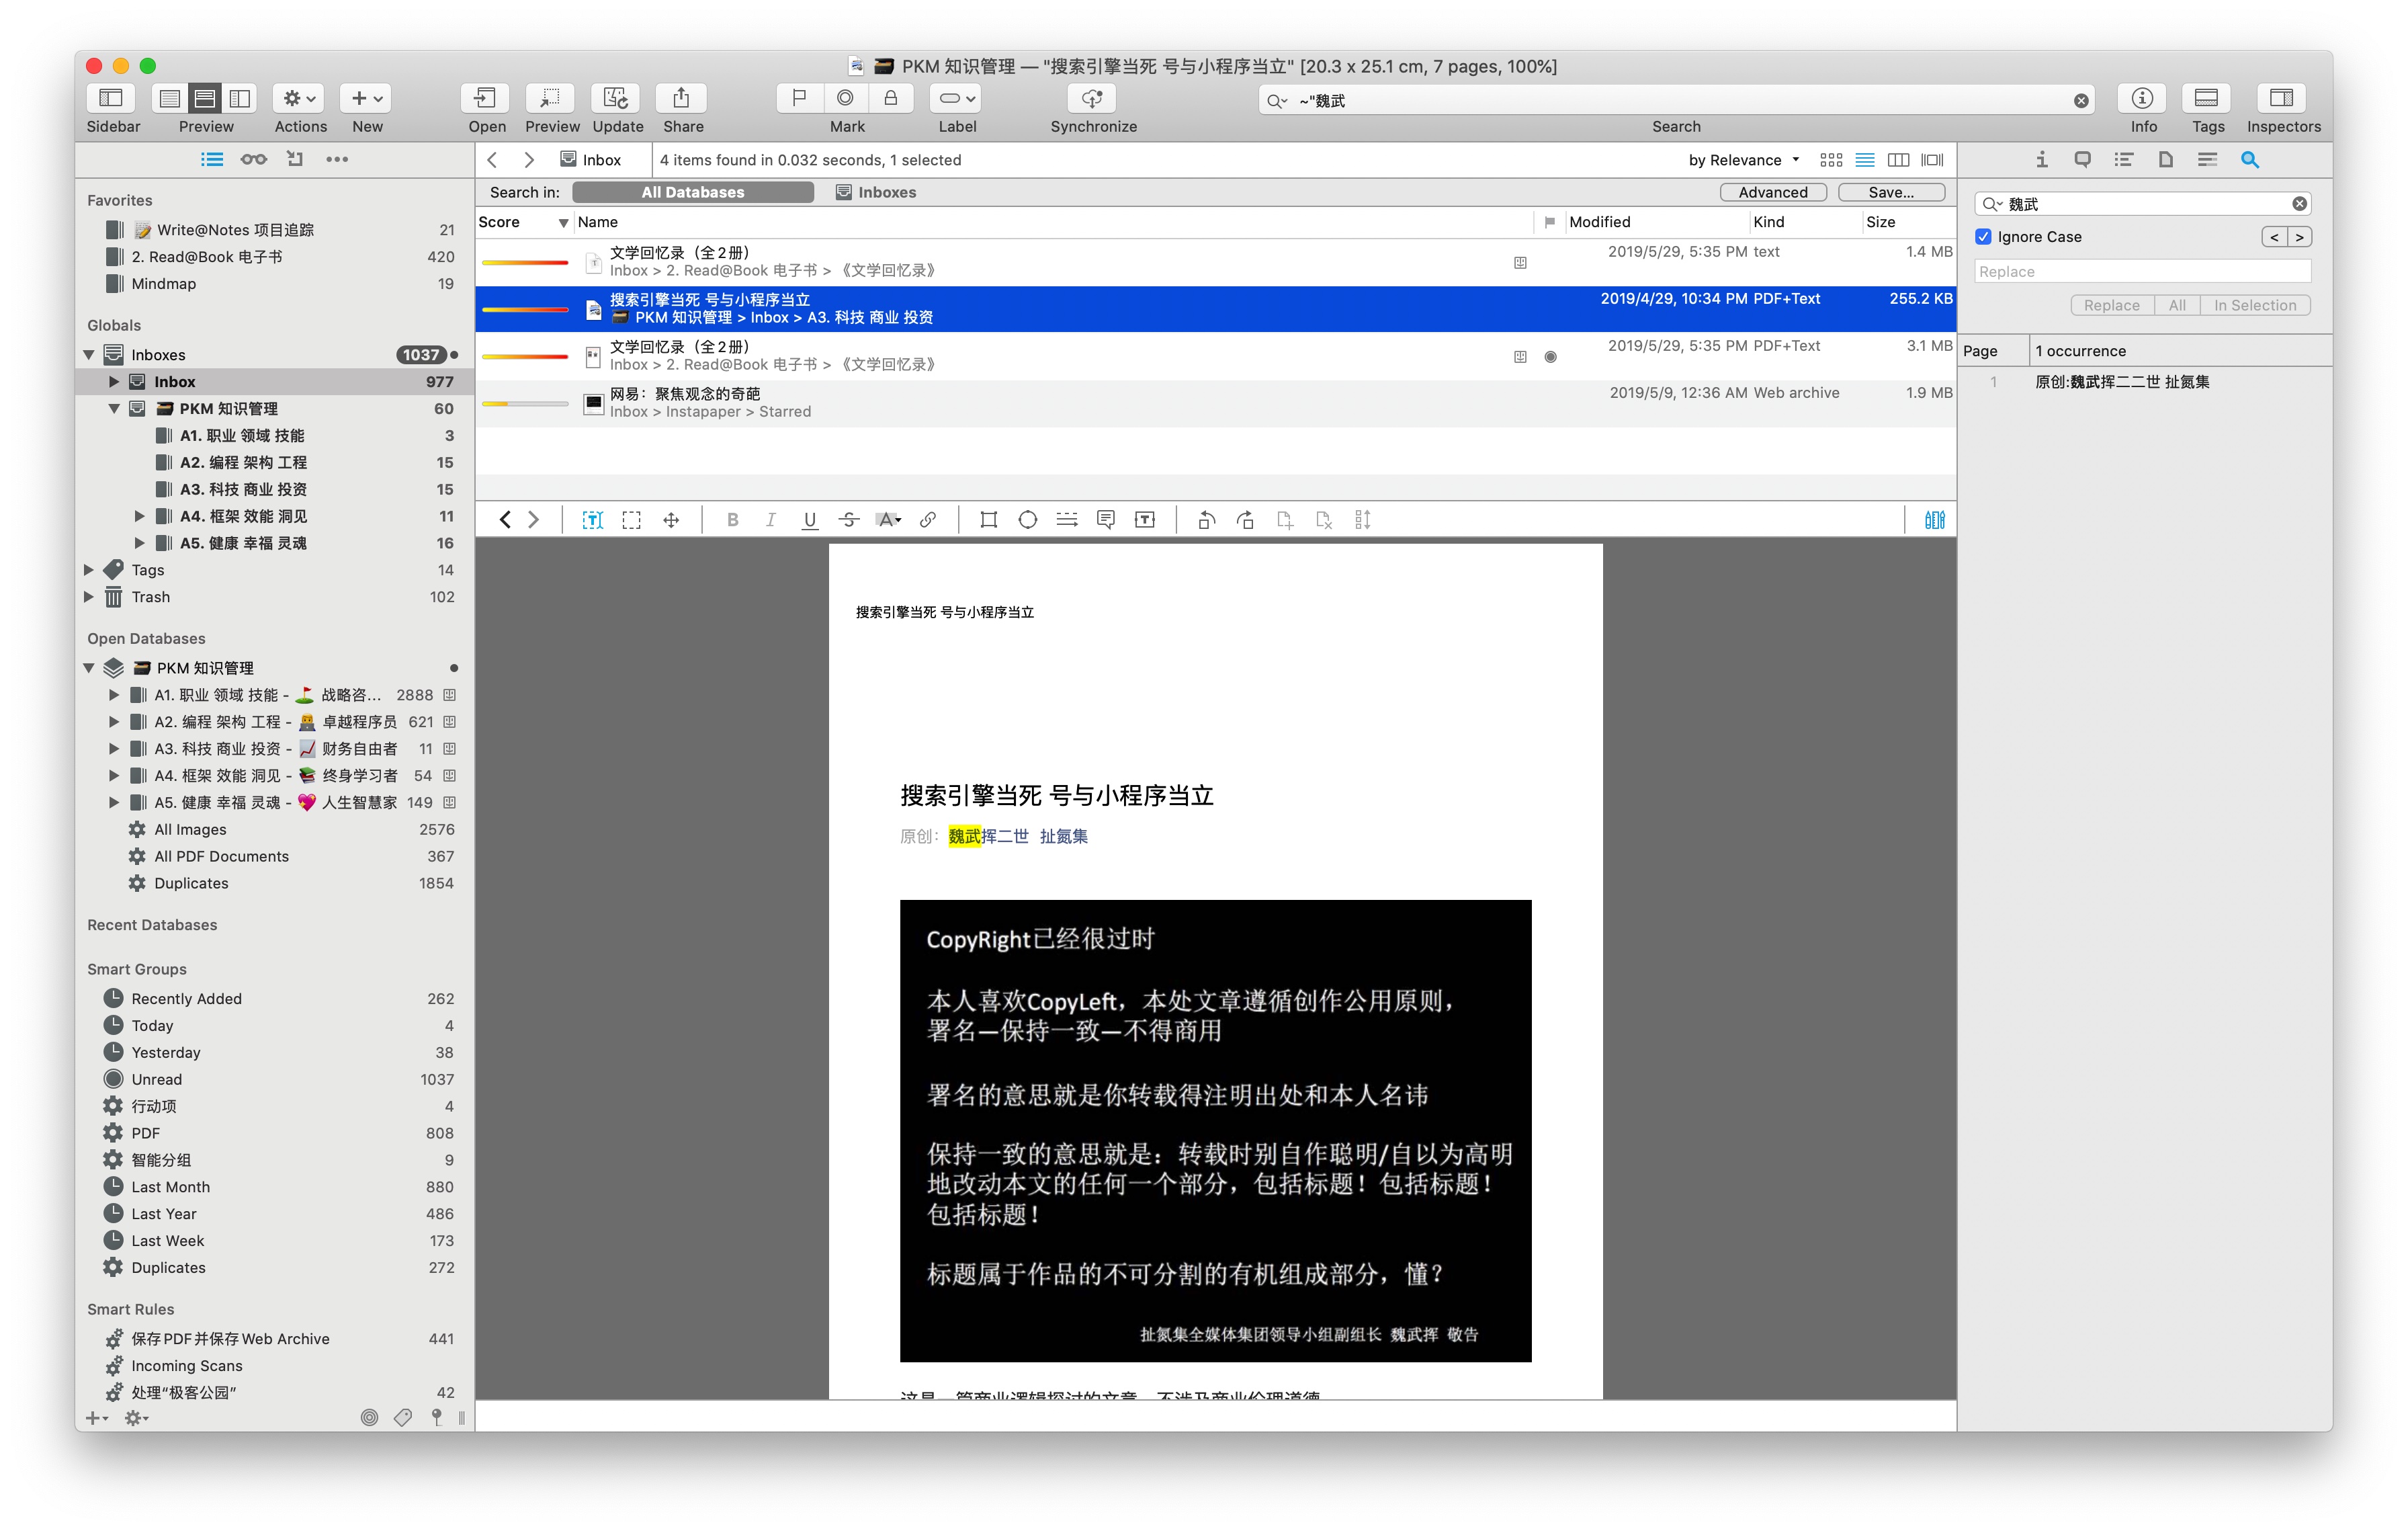 PKM 知识管理 — "搜索引擎当死 号与小程序当立" [20.3 x 25.1 cm, 7 pages, 100%]
~"魏武
Sidebar Preview Actions New Open Preview Update Share Mark Label Synchronize Search Info Tags Inspectors
Inbox 4 items found in 0.032 seconds, 1 selected by Relevance
Search in: All Databases Inboxes Advanced Save...
Score Name Modified Kind Size
文学回忆录（全2册） 2019/5/29, 5:35 PM text 1.4 MB
Inbox > 2. Read@Book 电子书 > 《文学回忆录》
搜索引擎当死 号与小程序当立 2019/4/29, 10:34 PM PDF+Text 255.2 KB
PKM 知识管理 > Inbox > A3. 科技 商业 投资
文学回忆录（全2册） 2019/5/29, 5:35 PM PDF+Text 3.1 MB
Inbox > 2. Read@Book 电子书 > 《文学回忆录》
网易：聚焦观念的奇葩 2019/5/9, 12:36 AM Web archive 1.9 MB
Inbox > Instapaper > Starred
Favorites
Write@Notes 项目追踪 21
2. Read@Book 电子书 420
Mindmap 19
Globals
Inboxes 1037
Inbox 977
PKM 知识管理 60
A1. 职业 领域 技能 3
A2. 编程 架构 工程 15
A3. 科技 商业 投资 15
A4. 框架 效能 洞见 11
A5. 健康 幸福 灵魂 16
Tags 14
Trash 102
Open Databases
PKM 知识管理
A1. 职业 领域 技能 - 战略咨... 2888
A2. 编程 架构 工程 - 卓越程序员 621
A3. 科技 商业 投资 - 财务自由者 11
A4. 框架 效能 洞见 - 终身学习者 54
A5. 健康 幸福 灵魂 - 人生智慧家 149
All Images 2576
All PDF Documents 367
Duplicates 1854
Recent Databases
Smart Groups
Recently Added 262
Today 4
Yesterday 38
Unread 1037
行动项 4
PDF 808
智能分组 9
Last Month 880
Last Year 486
Last Week 173
Duplicates 272
Smart Rules
保存PDF并保存Web Archive 441
Incoming Scans
处理“极客公园” 42
搜索引擎当死 号与小程序当立
搜索引擎当死 号与小程序当立
原创： 魏武挥二世 扯氮集
CopyRight已经很过时
本人喜欢CopyLeft，本处文章遵循创作公用原则，
署名—保持一致—不得商用
署名的意思就是你转载得注明出处和本人名讳
保持一致的意思就是：转载时别自作聪明/自以为高明
地改动本文的任何一个部分，包括标题！包括标题！
包括标题！
标题属于作品的不可分割的有机组成部分，懂？
扯氮集全媒体集团领导小组副组长 魏武挥 敬告
这是一篇商业逻辑探讨的文章，不涉及商业伦理道德
魏武
Ignore Case < >
Replace
Replace All In Selection
Page 1 occurrence
1 原创:魏武挥二二世 扯氮集